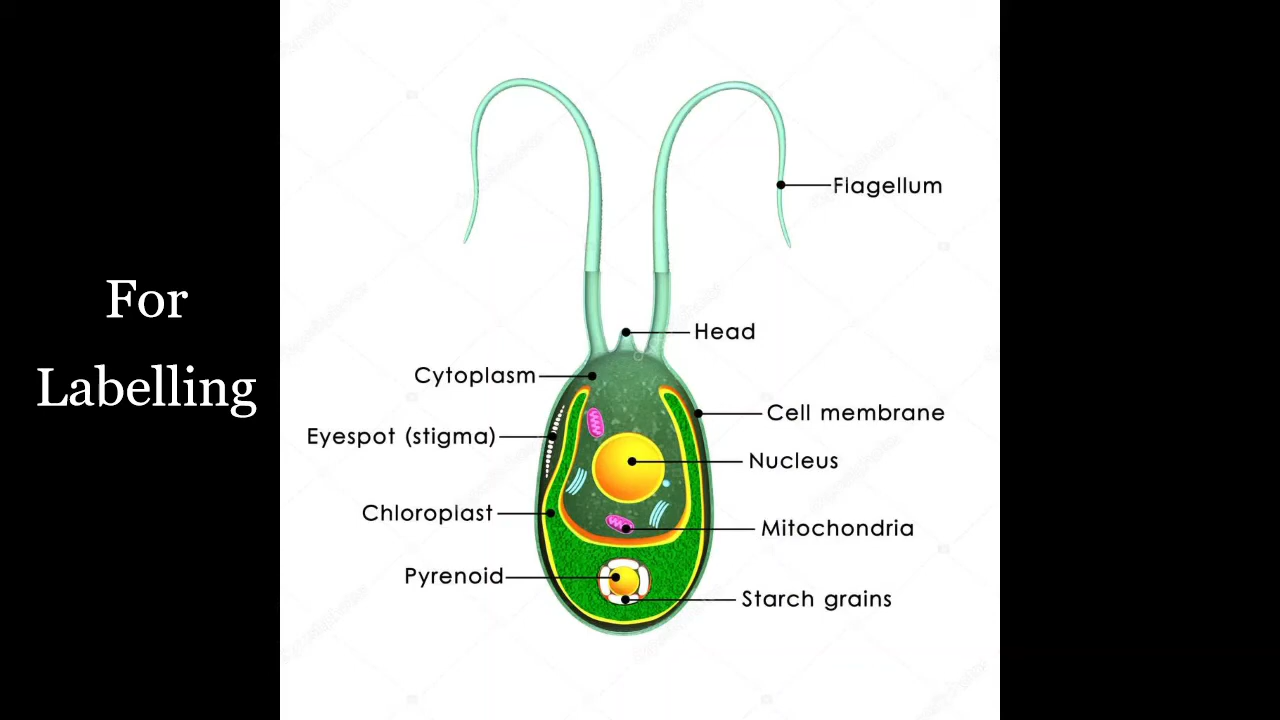 For
Labelling
Flagellum
Head
Cytoplasm
Cell membrane
Eyespot (stigma)
Nucleus
Chloroplast
Mitochondria
Pyrenoid
Starch grains